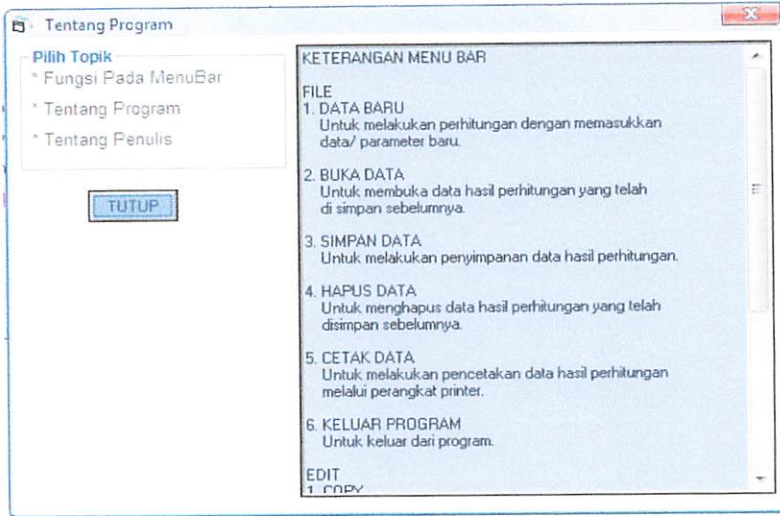 Tentang Program
Pilih Topik
* Fungsi Pada MenuBar
* Tentang Program
* Tentang Penulis
TUTUP
KETERANGAN MENU BAR
FILE
1. DATA BARU
Untuk melakukan perhitungan dengan memasukkan
data/ parameter baru.
2. BUKA DATA
Untuk membuka data hasil perhitungan yang telah
di simpan sebelumnya.
3. SIMPAN DATA
Untuk melakukan penyimpanan data hasil perhitungan.
4. HAPUS DATA
Untuk menghapus data hasil perhitungan yang telah
disimpan sebelumnya.
5. CETAK DATA
Untuk melakukan pencetakan data hasil perhitungan
melalui perangkat printer.
6. KELUAR PROGRAM
Untuk keluar dari program.
EDIT
1. COPY